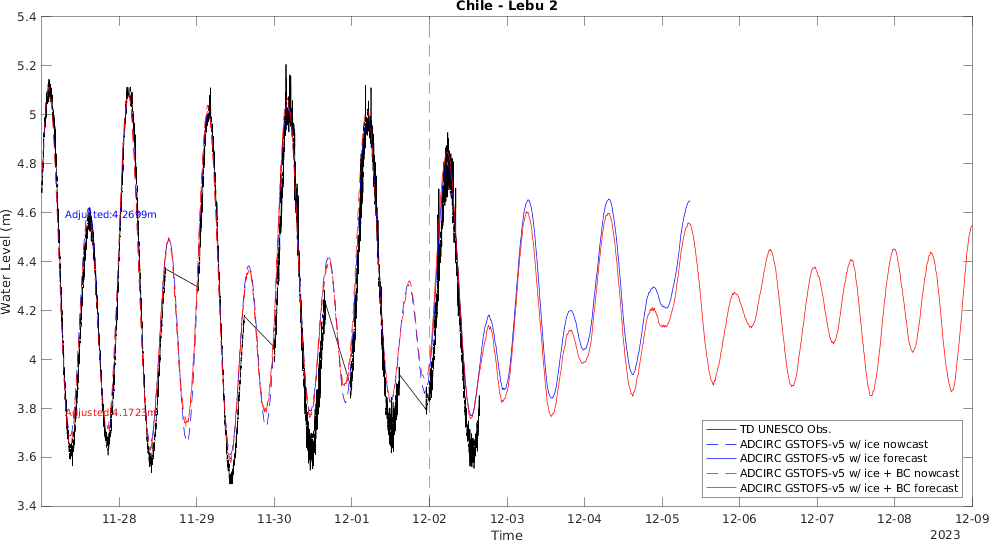 Chile - Lebu 2
5.4
5.2
5
4.8
4.6
4.4
4.2
4
3.8
3.6
3.4
Water Level (m)
Adjusted:4.2699m
Adjusted:4.1723m
TD UNESCO Obs.
ADCIRC GSTOFS-v5 w/ ice nowcast
ADCIRC GSTOFS-v5 w/ ice forecast
ADCIRC GSTOFS-v5 w/ ice + BC nowcast
ADCIRC GSTOFS-v5 w/ ice + BC forecast
11-28 11-29 11-30 12-01 12-02 12-03 12-04 12-05 12-06 12-07 12-08 12-09
Time
2023